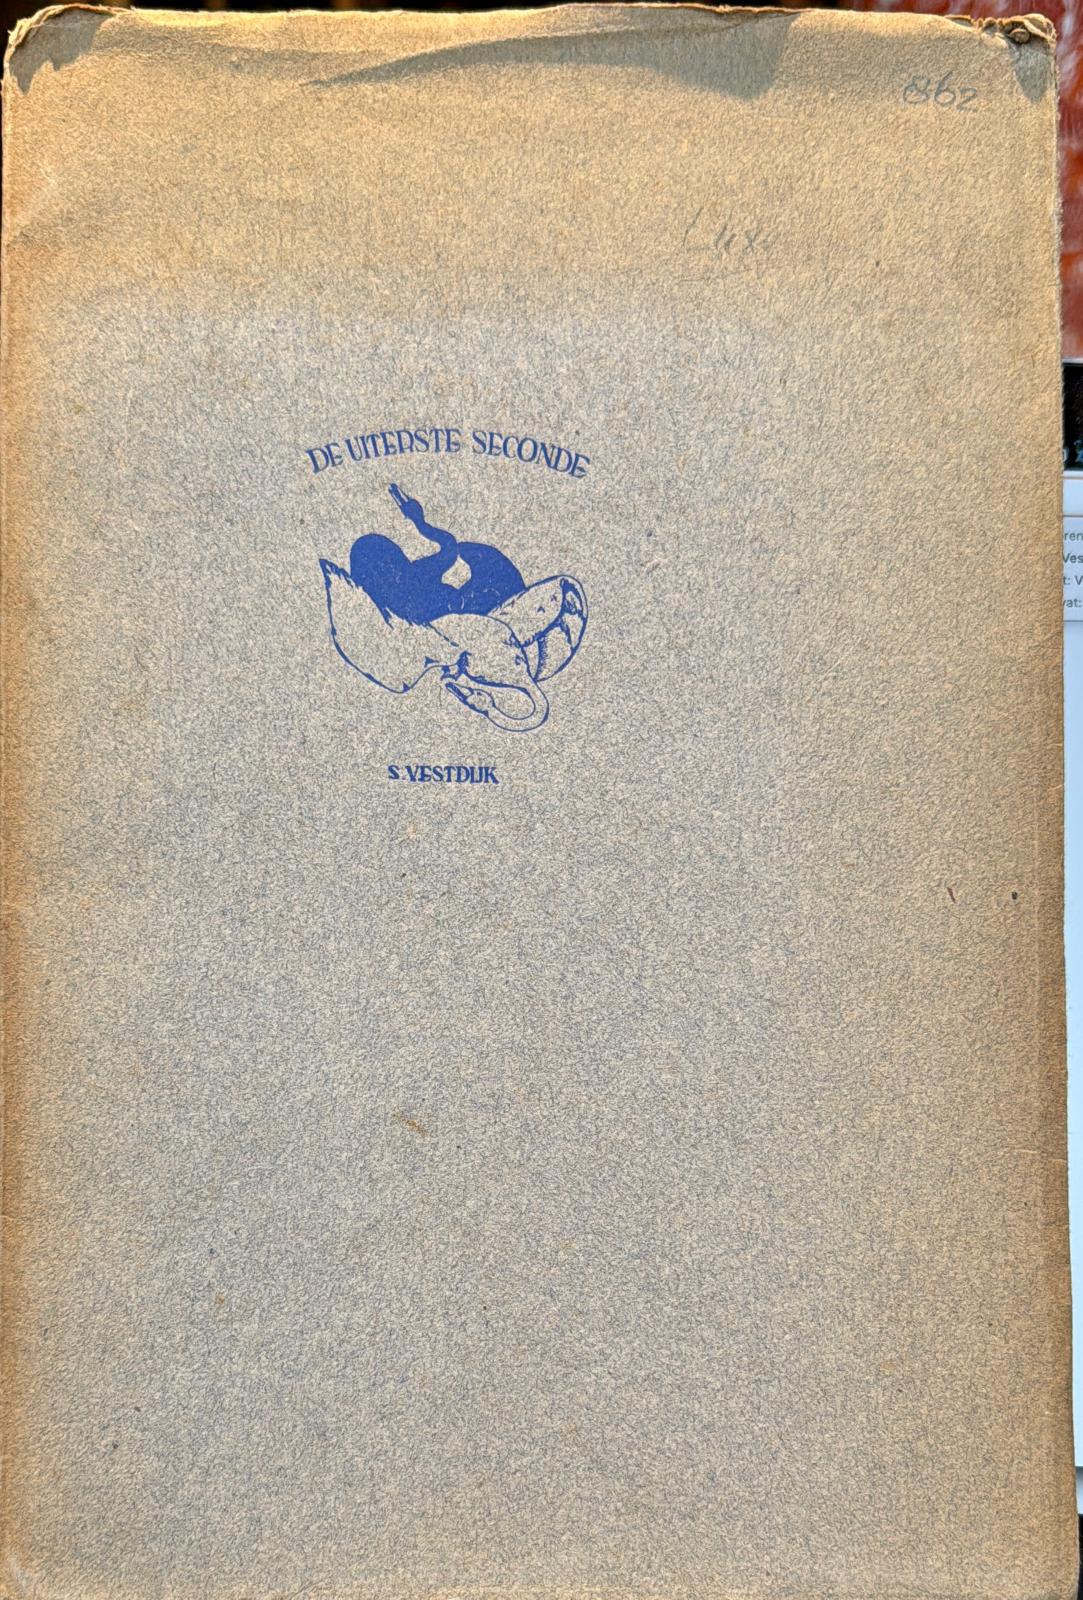 862
DE UITERSTE SECONDE
S. VESTDIJK